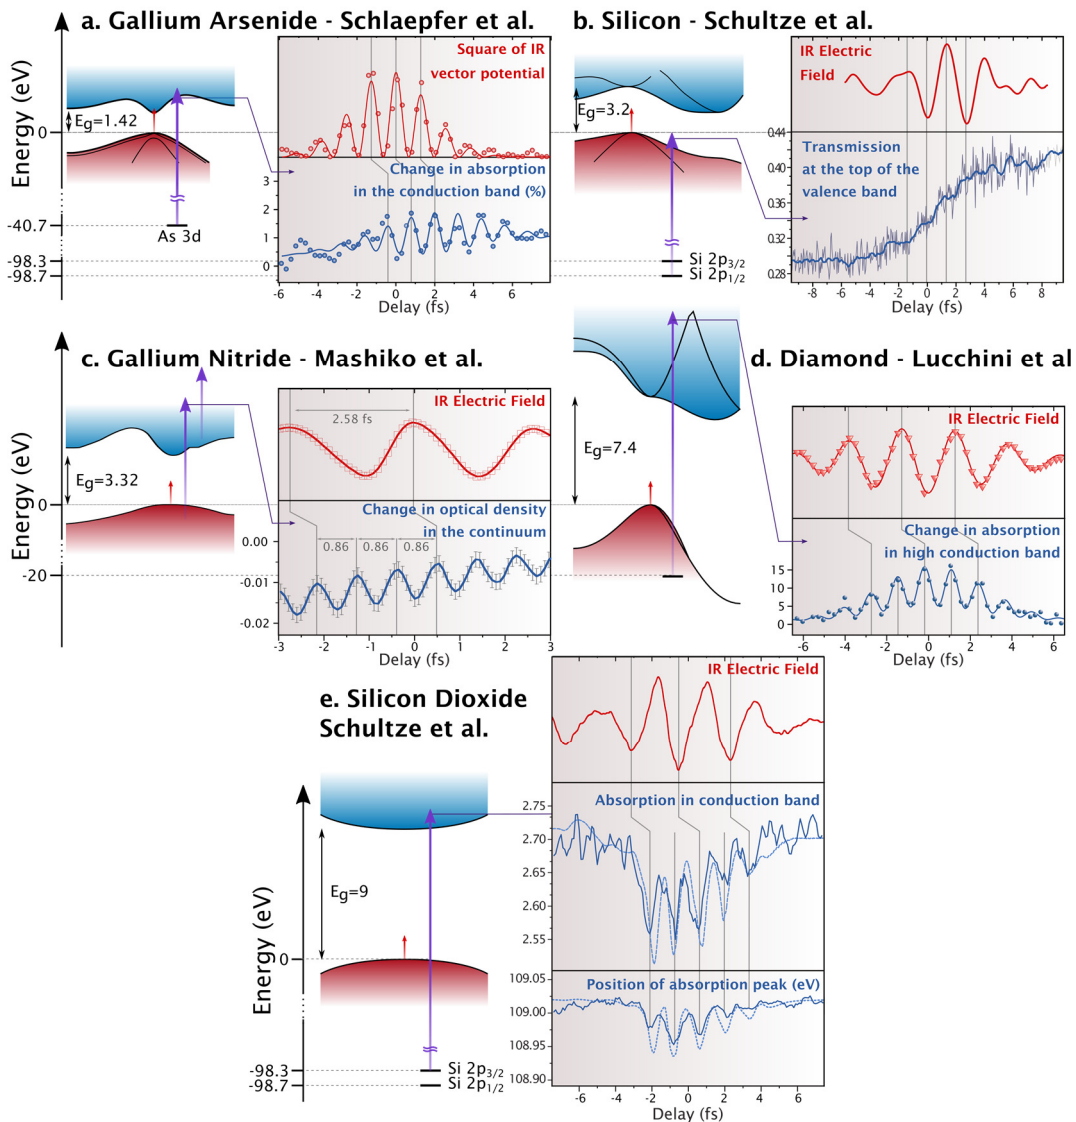 a. Gallium Arsenide - Schlaepfer et al.
Energy (eV)
Eg=1.42
0
-40.7
-98.3
-98.7
As 3d
Square of IR
vector potential
Change in absorption
in the conduction band (%)
3
2
1
0
-6 -4 -2 0 2 4 6
Delay (fs)
b. Silicon - Schultze et al.
Eg=3.2
Si 2p3/2
Si 2p1/2
IR Electric
Field
Transmission
at the top of the
valence band
0.44
0.40
0.36
0.32
0.28
-8 -6 -4 -2 0 2 4 6 8
Delay (fs)
c. Gallium Nitride - Mashiko et al.
Energy (eV)
Eg=3.32
0
-20
IR Electric Field
2.58 fs
Change in optical density
in the continuum
0.86 0.86 0.86
0.00
-0.01
-0.02
-3 -2 -1 0 1 2 3
Delay (fs)
Eg=7.4
d. Diamond - Lucchini et al
IR Electric Field
Change in absorption
in high conduction band
15
10
5
0
-6 -4 -2 0 2 4 6
Delay (fs)
e. Silicon Dioxide
Schultze et al.
Energy (eV)
Eg=9
0
-98.3
-98.7
Si 2p3/2
Si 2p1/2
IR Electric Field
Absorption in conduction band
2.75
2.70
2.65
2.60
2.55
Position of absorption peak (eV)
109.05
109.00
108.95
108.90
-6 -4 -2 0 2 4 6
Delay (fs)